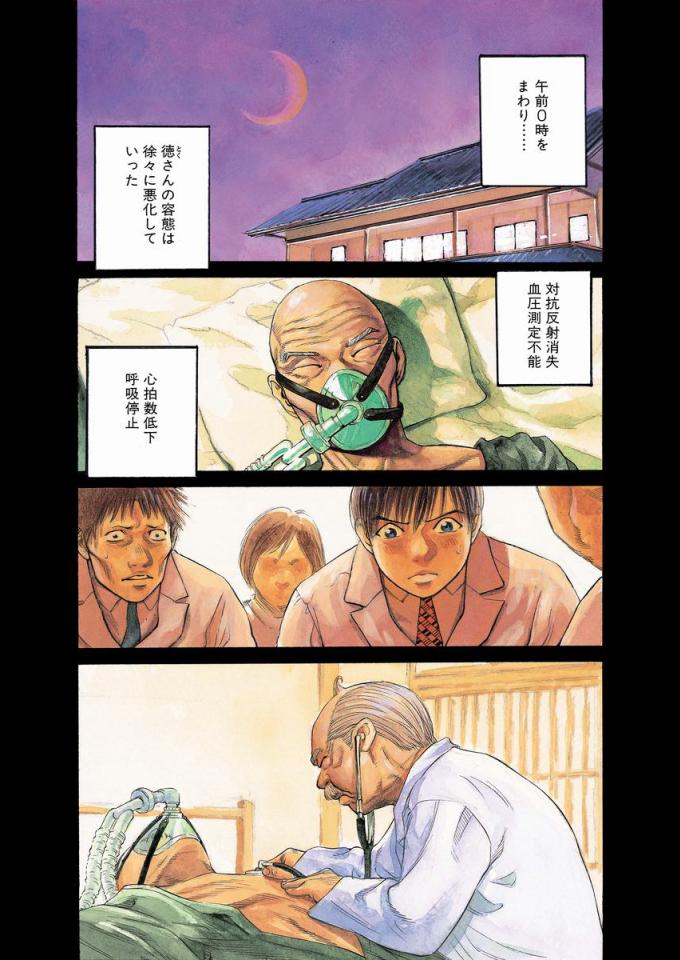 午前０時を
まわり……
徳さんの容態は
とく
徐々に悪化して
いった
対抗反射消失
血圧測定不能
心拍数低下
呼吸停止